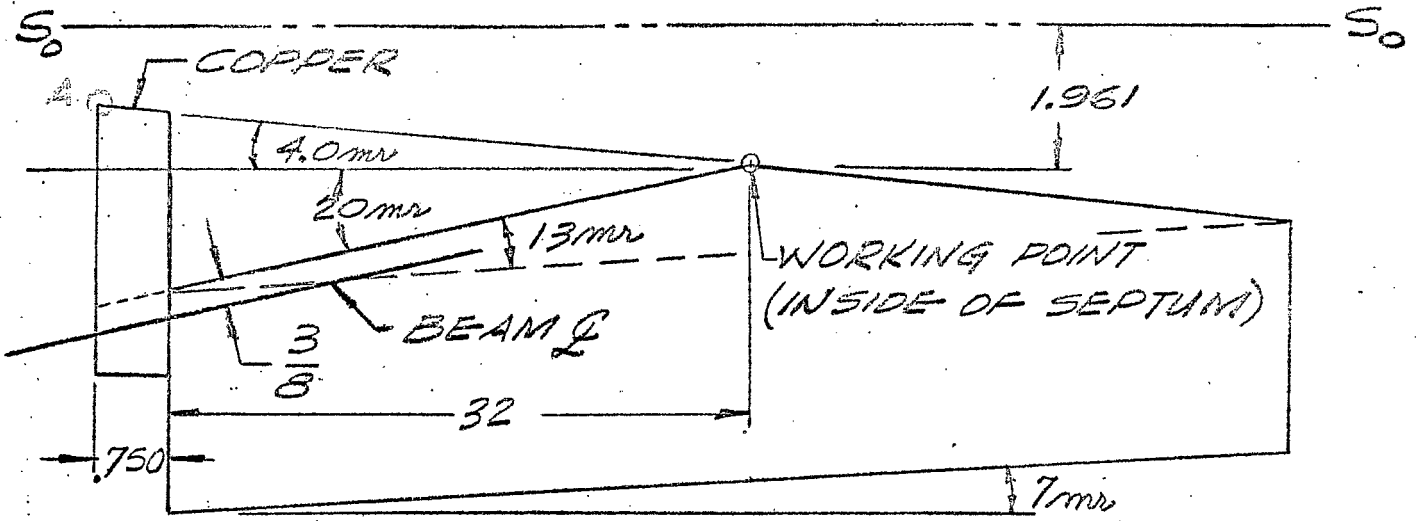 S₀ S₀
COPPER
A
1.961
4.0mr
20mr
13mr
WORKING POINT
(INSIDE OF SEPTUM)
BEAM ℄
3/8
32
.750
7mr